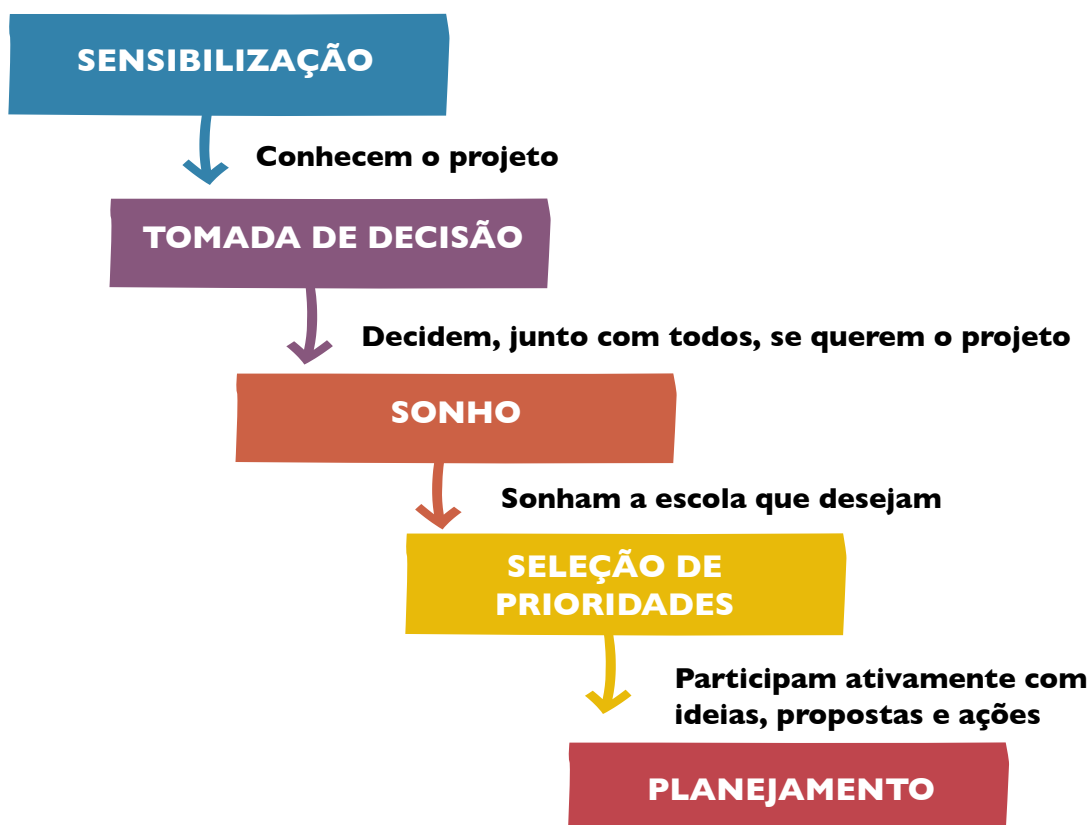 SENSIBILIZAÇÃO
Conhecem o projeto
TOMADA DE DECISÃO
Decidem, junto com todos, se querem o projeto
SONHO
Sonham a escola que desejam
SELEÇÃO DE
PRIORIDADES
Participam ativamente com
ideias, propostas e ações
PLANEJAMENTO